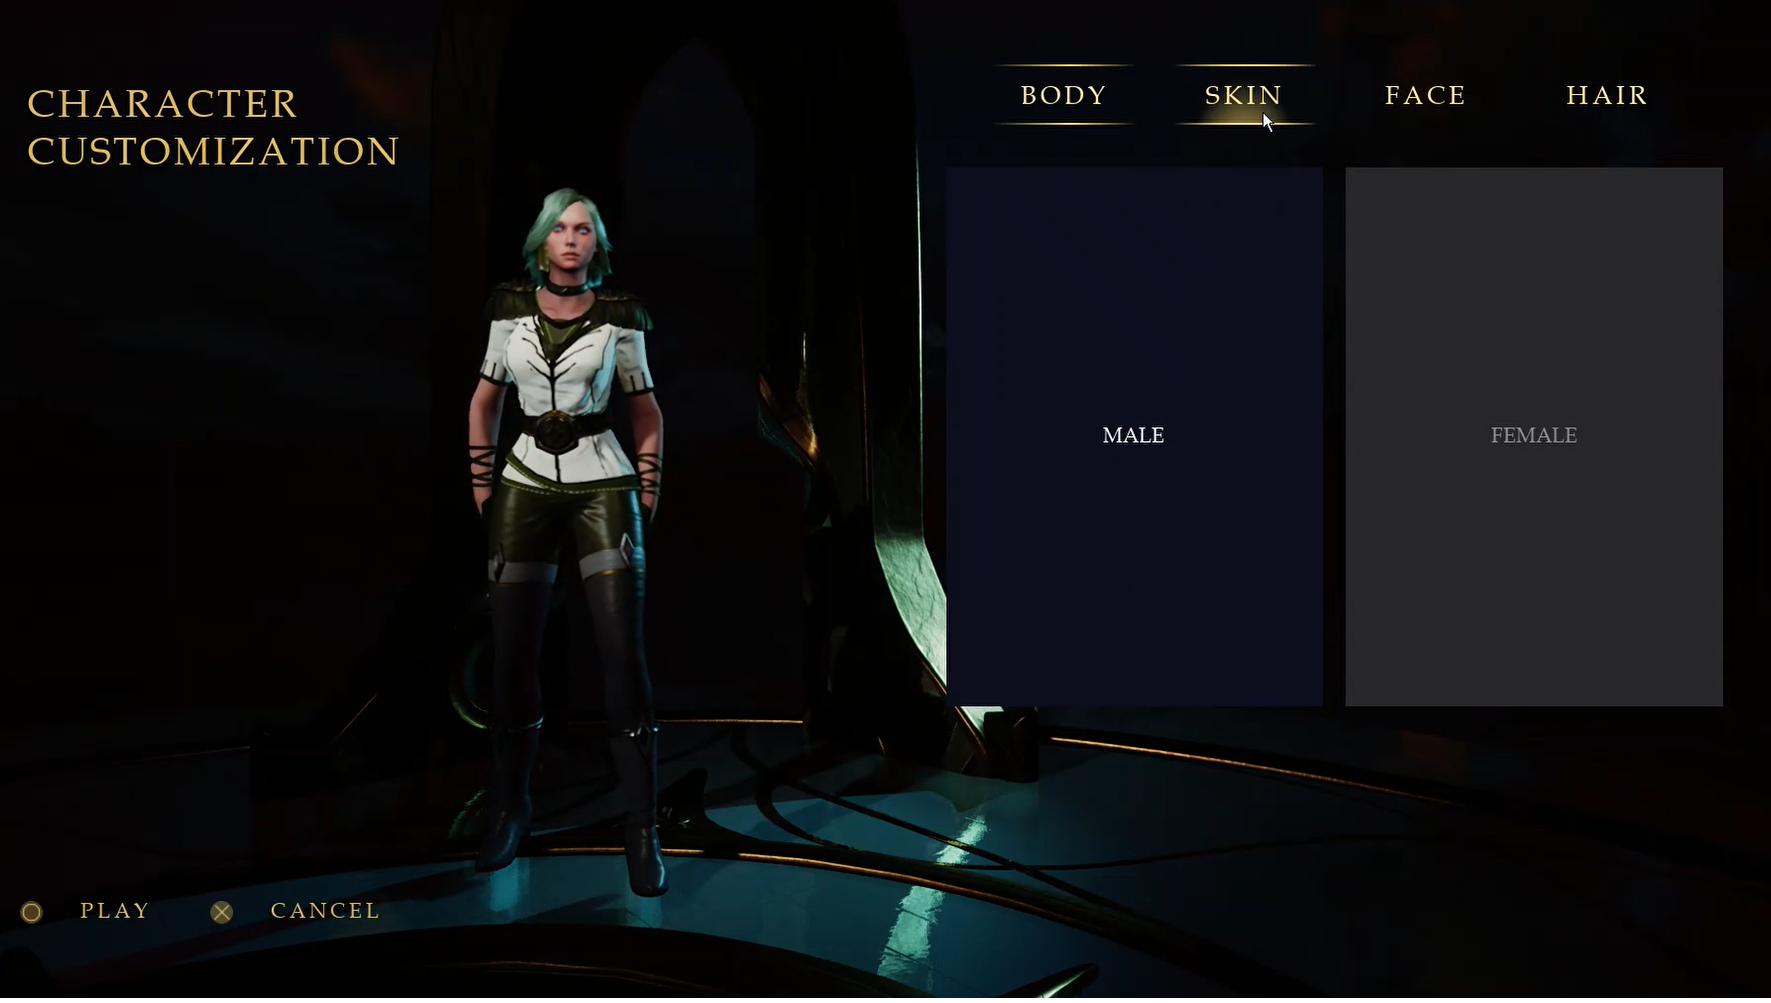 CHARACTER
CUSTOMIZATION
BODY
SKIN
FACE
HAIR
MALE
FEMALE
PLAY
CANCEL